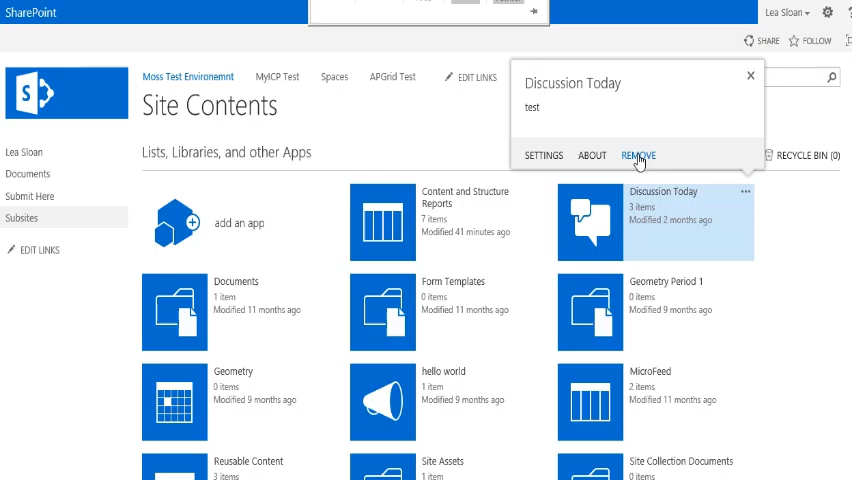 SharePoint
Lea Sloan
?
SHARE
FOLLOW
S
Moss Test Environemnt
MyICP Test
Spaces
APGrid Test
EDIT LINKS
Site Contents
Discussion Today
test
SETTINGS
ABOUT
REMOVE
Lea Sloan
Documents
Submit Here
Subsites
EDIT LINKS
Lists, Libraries, and other Apps
RECYCLE BIN (0)
add an app
Content and Structure
Reports
7 items
Modified 41 minutes ago
Discussion Today
3 items
Modified 2 months ago
Documents
1 item
Modified 11 months ago
Form Templates
0 items
Modified 11 months ago
Geometry Period 1
0 items
Modified 9 months ago
Geometry
0 items
Modified 9 months ago
hello world
1 item
Modified 9 months ago
MicroFeed
2 items
Modified 11 months ago
Reusable Content
3 items
Site Assets
1 item
Site Collection Documents
0 items